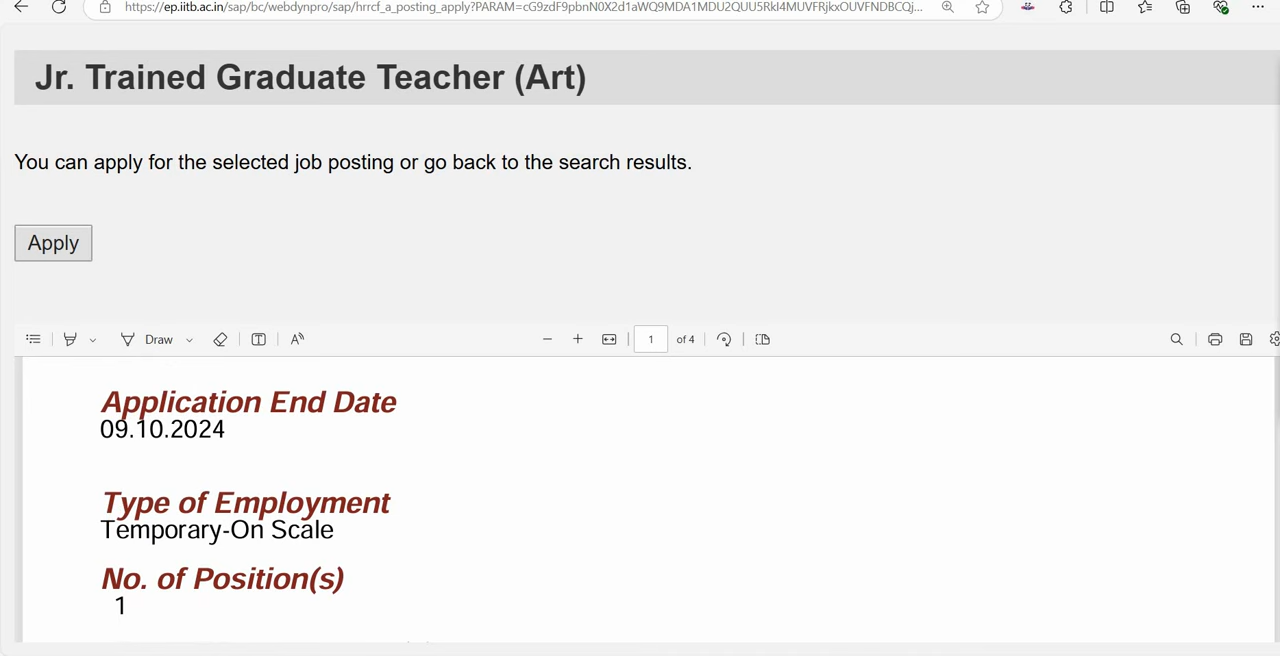 https://ep.iitb.ac.in/sap/bc/webdynpro/sap/hrrcf_a_posting_apply?PARAM=cG9zdF9pbnN0X2d1aWQ9MDA1MDU2QUU5RkI4MUVFRjkxOUVFNDBCQj...
Jr. Trained Graduate Teacher (Art)
You can apply for the selected job posting or go back to the search results.
Apply
Draw 1 of 4
Application End Date
09.10.2024
Type of Employment
Temporary-On Scale
No. of Position(s)
1